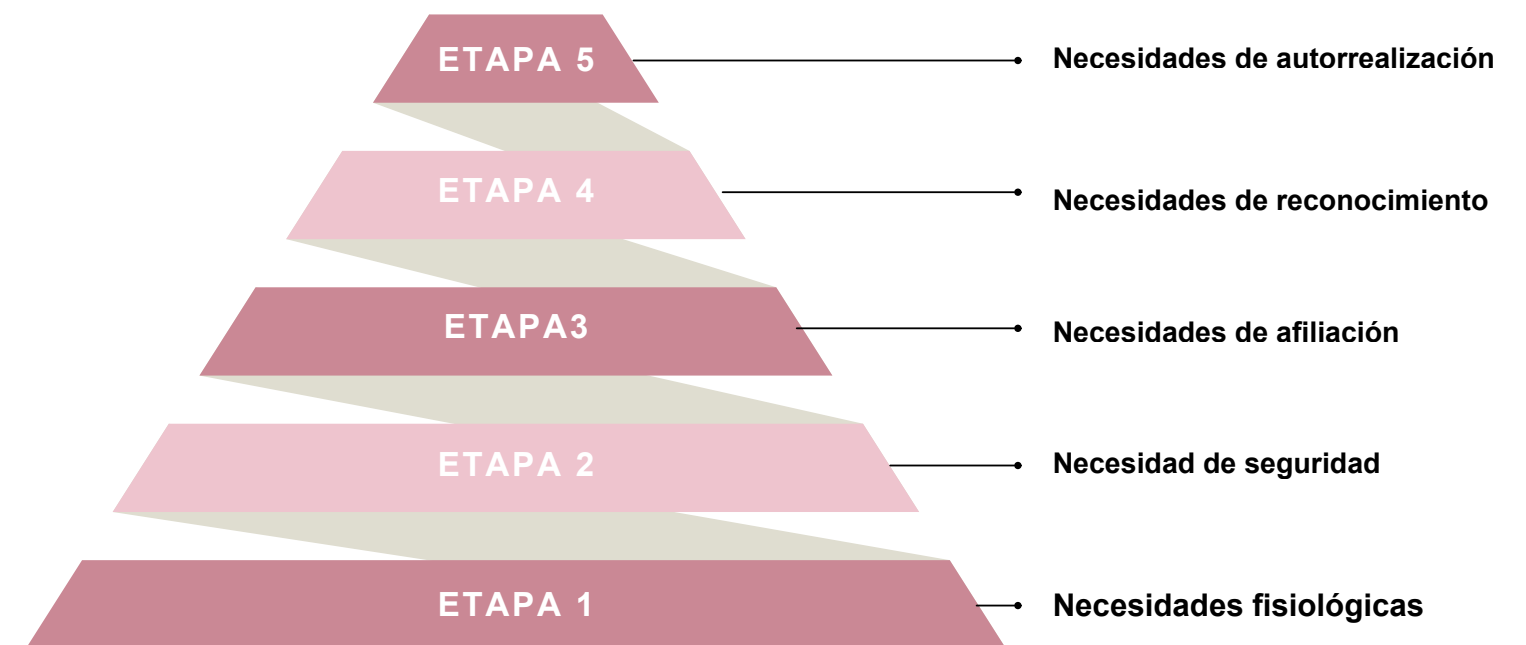 ETAPA 5
Necesidades de autorrealización
ETAPA 4
Necesidades de reconocimiento
ETAPA3
Necesidades de afiliación
ETAPA 2
Necesidad de seguridad
ETAPA 1
Necesidades fisiológicas